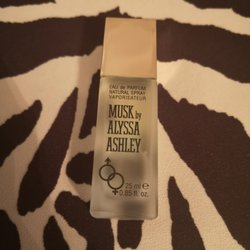 EAU DE PARFUM
NATURAL SPRAY
VAPORISATEUR
MUSK by
ALYSSA
ASHLEY
25 ml e
0.85 fl. oz.